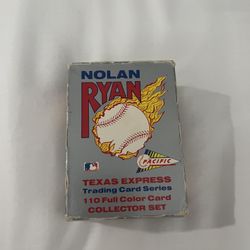 NOLAN
RYAN
PACIFIC
TEXAS EXPRESS
Trading Card Series
110 Full Color Card
COLLECTOR SET